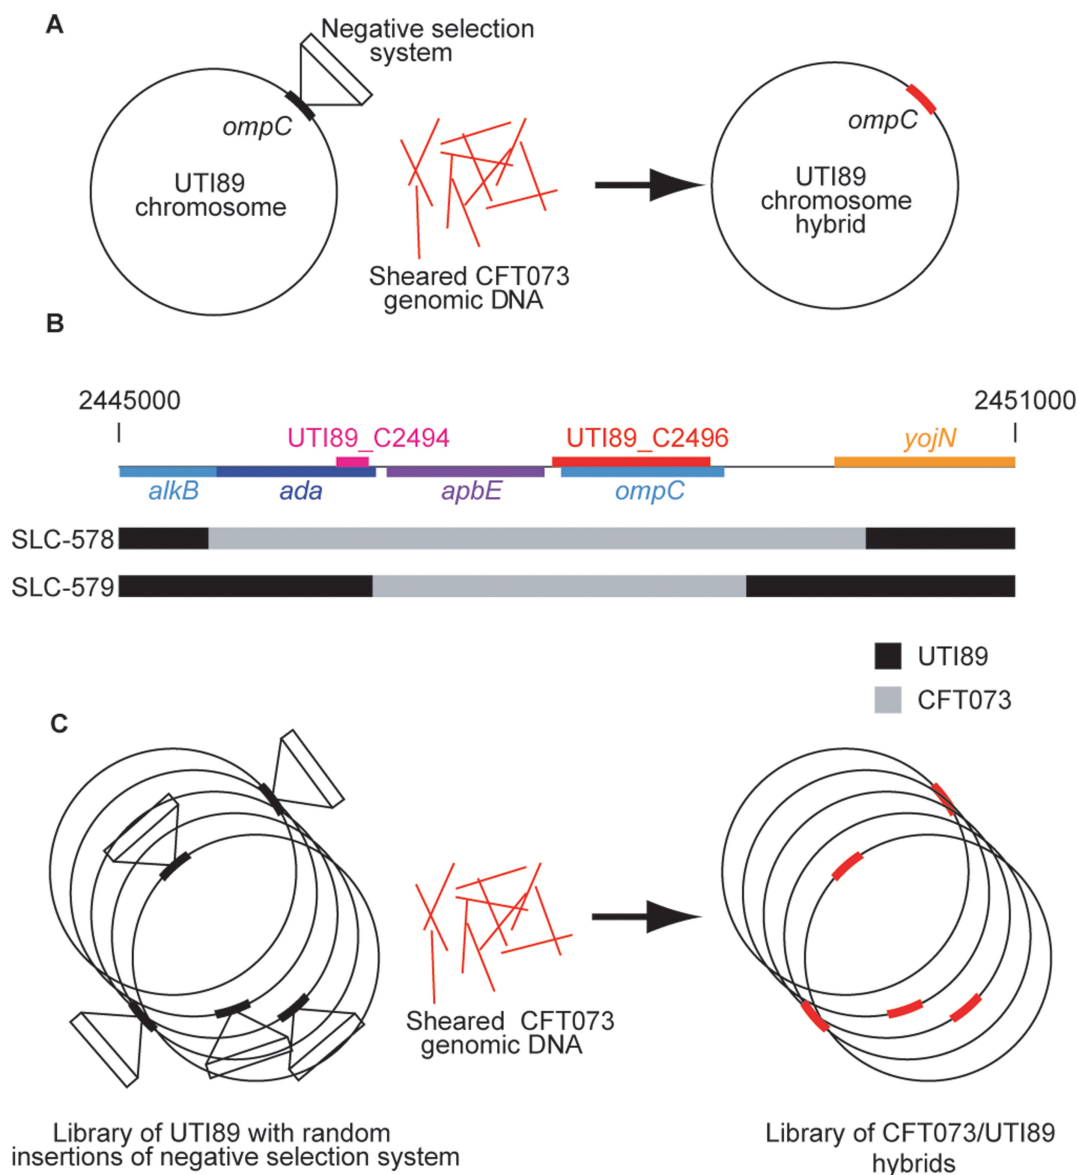 A
Negative selection
system
ompC
UTI89
chromosome
Sheared CFT073
genomic DNA
ompC
UTI89
chromosome
hybrid
B
2445000
2451000
UTI89_C2494
UTI89_C2496
yojN
alkB
ada
apbE
ompC
SLC-578
SLC-579
UTI89
CFT073
C
Sheared CFT073
genomic DNA
Library of UTI89 with random
insertions of negative selection system
Library of CFT073/UTI89
hybrids